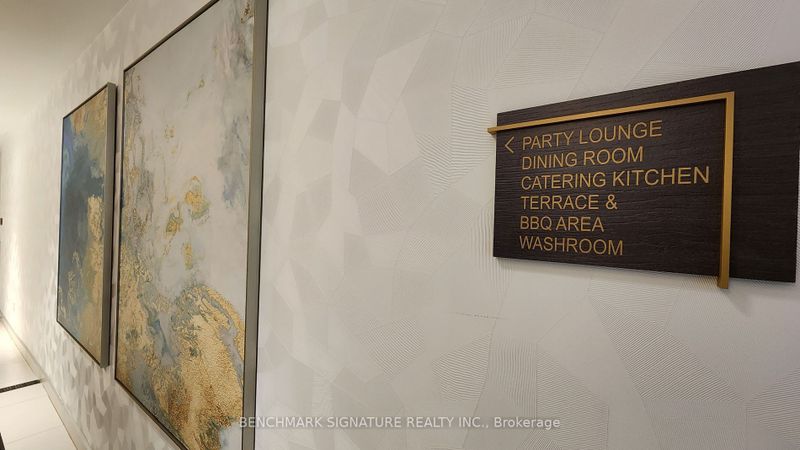 < PARTY LOUNGE
DINING ROOM
CATERING KITCHEN
TERRACE &
BBQ AREA
WASHROOM
BENCHMARK SIGNATURE REALTY INC., Brokerage